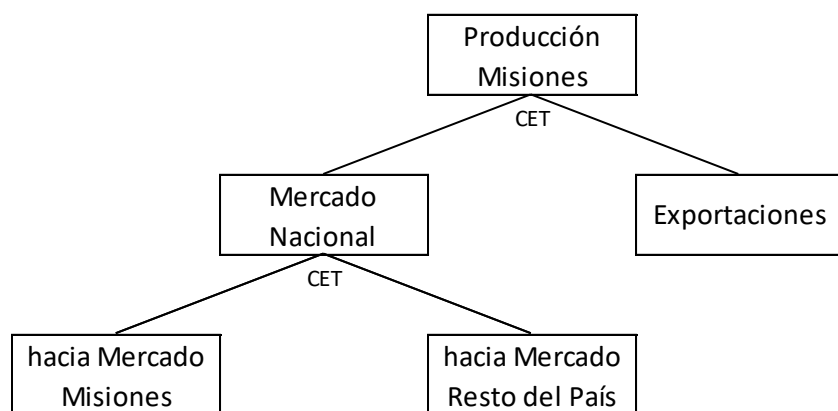 Producción
Misiones
CET
Mercado
Nacional
Exportaciones
CET
hacia Mercado
Misiones
hacia Mercado
Resto del País